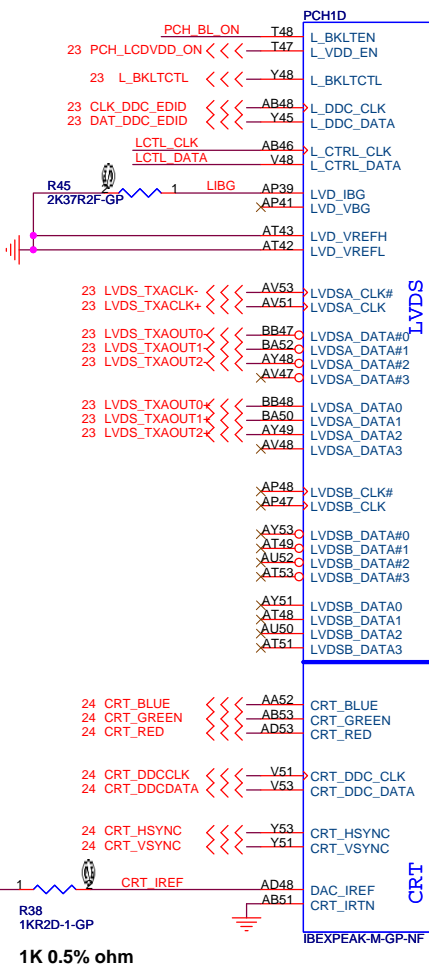 PCH1D
PCH_BL_ON T48 L_BKLTEN
23 PCH_LCDVDD_ON T47 L_VDD_EN
23 L_BKLTCTL Y48 L_BKLTCTL
23 CLK_DDC_EDID AB48 L_DDC_CLK
23 DAT_DDC_EDID Y45 L_DDC_DATA
LCTL_CLK AB46 L_CTRL_CLK
LCTL_DATA V48 L_CTRL_DATA
R45 2 1 LIBG AP39 LVD_IBG
2K37R2F-GP AP41 LVD_VBG
AT43 LVD_VREFH
AT42 LVD_VREFL
LVDS
23 LVDS_TXACLK- AV53 LVDSA_CLK#
23 LVDS_TXACLK+ AV51 LVDSA_CLK
23 LVDS_TXAOUT0- BB47 LVDSA_DATA#0
23 LVDS_TXAOUT1- BA52 LVDSA_DATA#1
23 LVDS_TXAOUT2- AY48 LVDSA_DATA#2
AV47 LVDSA_DATA#3
23 LVDS_TXAOUT0+ BB48 LVDSA_DATA0
23 LVDS_TXAOUT1+ BA50 LVDSA_DATA1
23 LVDS_TXAOUT2+ AY49 LVDSA_DATA2
AV48 LVDSA_DATA3
AP48 LVDSB_CLK#
AP47 LVDSB_CLK
AY53 LVDSB_DATA#0
AT49 LVDSB_DATA#1
AU52 LVDSB_DATA#2
AT53 LVDSB_DATA#3
AY51 LVDSB_DATA0
AT48 LVDSB_DATA1
AU50 LVDSB_DATA2
AT51 LVDSB_DATA3
24 CRT_BLUE AA52 CRT_BLUE
24 CRT_GREEN AB53 CRT_GREEN
24 CRT_RED AD53 CRT_RED
24 CRT_DDCCLK V51 CRT_DDC_CLK
24 CRT_DDCDATA V53 CRT_DDC_DATA
24 CRT_HSYNC Y53 CRT_HSYNC
24 CRT_VSYNC Y51 CRT_VSYNC
CRT
1 2 CRT_IREF AD48 DAC_IREF
AB51 CRT_IRTN
R38
1KR2D-1-GP
IBEXPEAK-M-GP-NF
1K 0.5% ohm